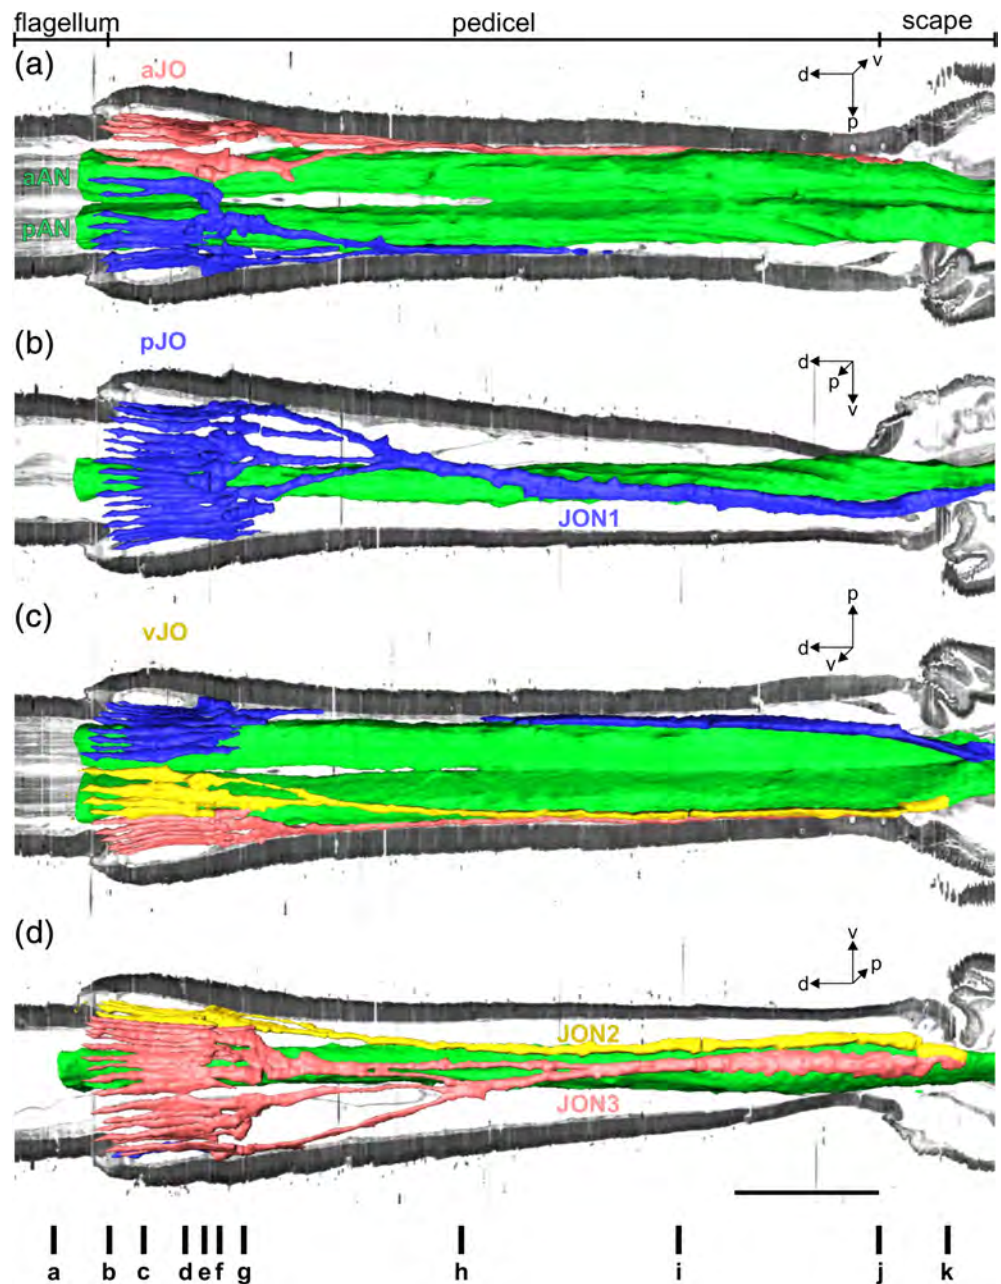 flagellum pedicel scape
(a)
aJO
d v p
aAN
pAN
(b)
pJO
d p v
JON1
(c)
vJO
p d v
(d)
v p d
JON2
JON3
a b c d e f g h i j k